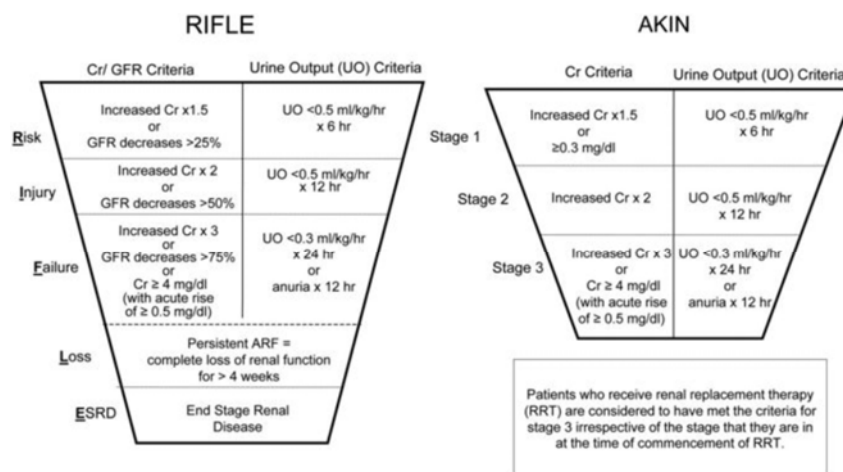 RIFLE
Cr/ GFR Criteria
Urine Output (UO) Criteria
Risk
Increased Cr x1.5
or
GFR decreases >25%
UO <0.5 ml/kg/hr
x 6 hr
Injury
Increased Cr x 2
or
GFR decreases >50%
UO <0.5 ml/kg/hr
x 12 hr
Failure
Increased Cr x 3
or
GFR decreases >75%
or
Cr ≥ 4 mg/dl
(with acute rise
of ≥ 0.5 mg/dl)
UO <0.3 ml/kg/hr
x 24 hr
or
anuria x 12 hr
Loss
Persistent ARF =
complete loss of renal function
for > 4 weeks
ESRD
End Stage Renal
Disease
AKIN
Cr Criteria
Urine Output (UO) Criteria
Stage 1
Increased Cr x1.5
or
≥0.3 mg/dl
UO <0.5 ml/kg/hr
x 6 hr
Stage 2
Increased Cr x 2
UO <0.5 ml/kg/hr
x 12 hr
Stage 3
Increased Cr x 3
or
Cr ≥ 4 mg/dl
(with acute rise
of ≥ 0.5 mg/dl)
UO <0.3 ml/kg/hr
x 24 hr
or
anuria x 12 hr
Patients who receive renal replacement therapy
(RRT) are considered to have met the criteria for
stage 3 irrespective of the stage that they are in
at the time of commencement of RRT.